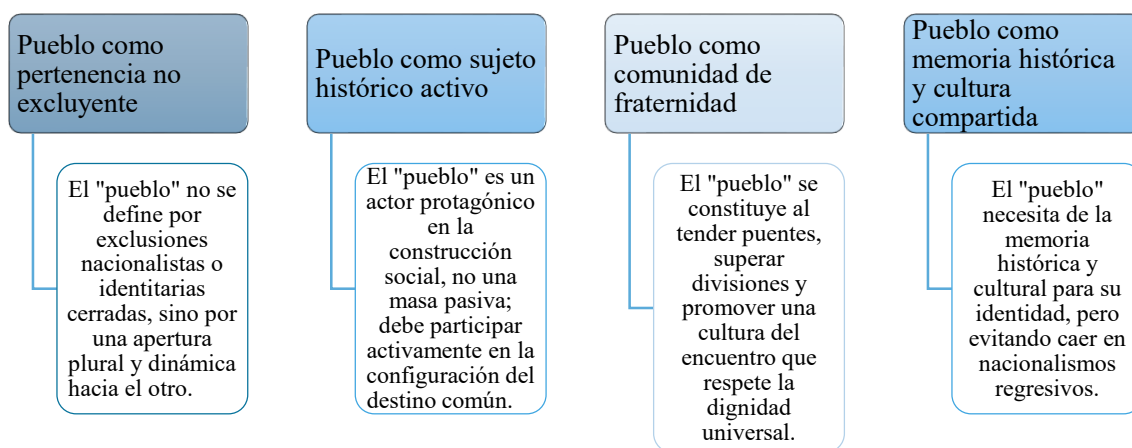 Pueblo como
pertenencia no
excluyente
El "pueblo" no se
define por
exclusiones
nacionalistas o
identitarias
cerradas, sino por
una apertura
plural y dinámica
hacia el otro.
Pueblo como sujeto
histórico activo
El "pueblo" es un
actor protagónico
en la
construcción
social, no una
masa pasiva;
debe participar
activamente en la
configuración del
destino común.
Pueblo como
comunidad de
fraternidad
El "pueblo" se
constituye al
tender puentes,
superar
divisiones y
promover una
cultura del
encuentro que
respete la
dignidad
universal.
Pueblo como
memoria histórica
y cultura
compartida
El "pueblo"
necesita de la
memoria
histórica y
cultural para su
identidad, pero
evitando caer en
nacionalismos
regresivos.